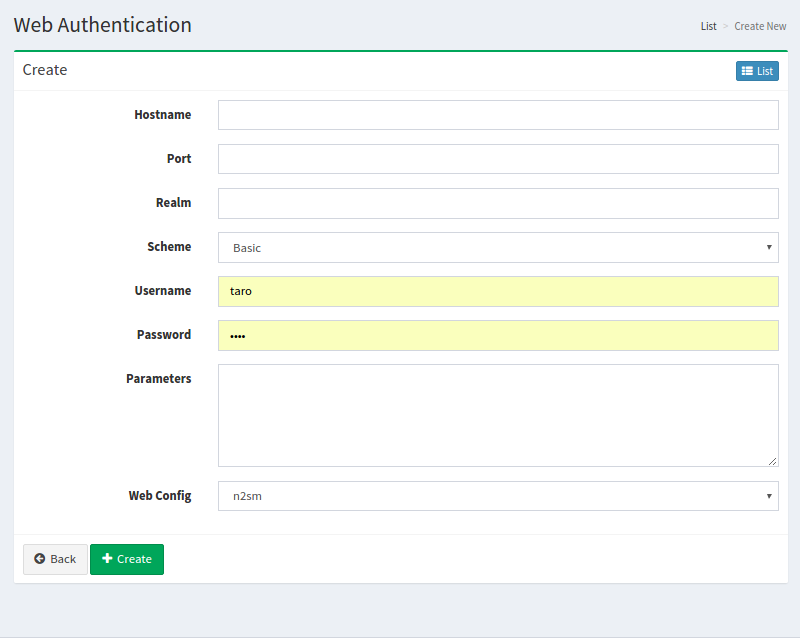 Web Authentication
List > Create New
Create
List
Hostname
Port
Realm
Scheme
Basic
Username
taro
Password
••••
Parameters
Web Config
n2sm
Back
Create